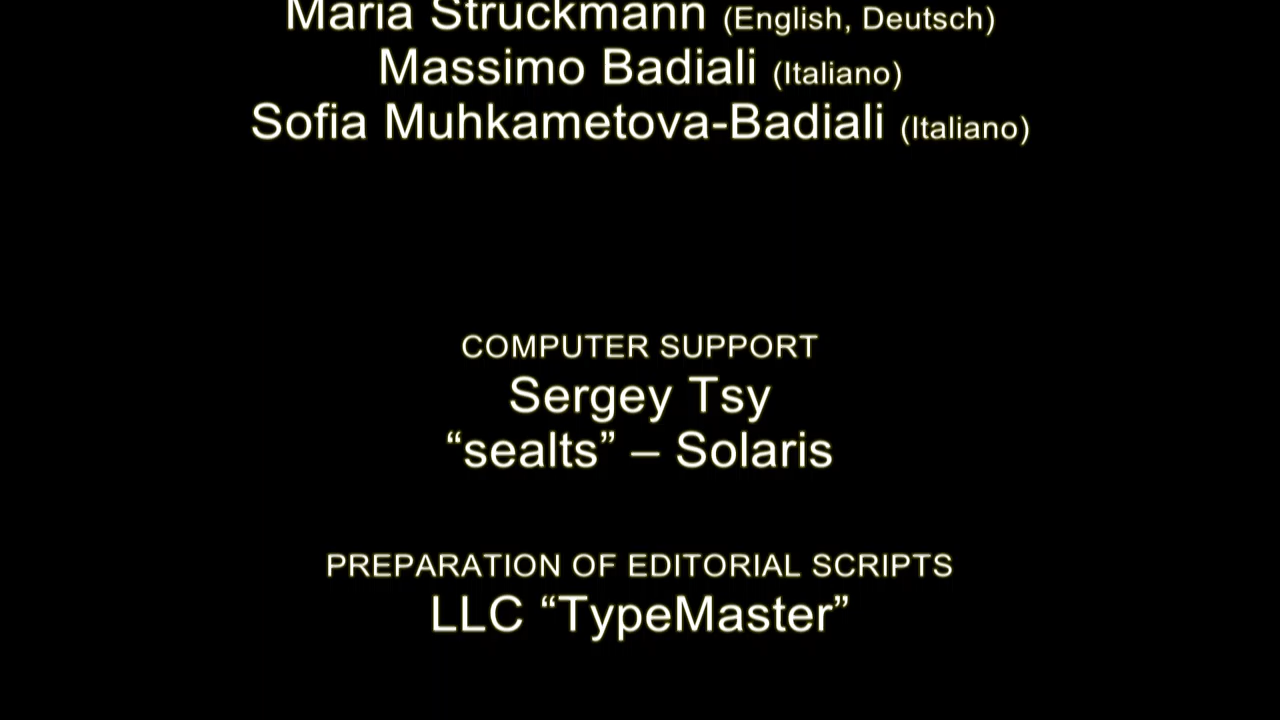 Maria Struckmann (English, Deutsch)
Massimo Badiali (Italiano)
Sofia Muhkametova-Badiali (Italiano)
COMPUTER SUPPORT
Sergey Tsy
“sealts” – Solaris
PREPARATION OF EDITORIAL SCRIPTS
LLC “TypeMaster”